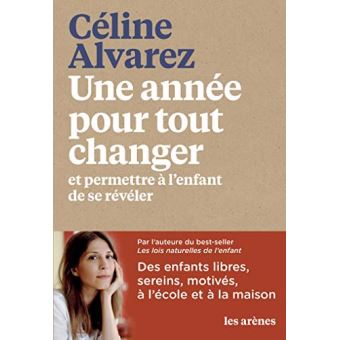 Céline
Alvarez
Une année
pour tout
changer
et permettre à l'enfant
de se révéler
Par l'auteure du best-seller
Les lois naturelles de l'enfant
Des enfants libres,
sereins, motivés,
à l'école et à la maison
les arènes